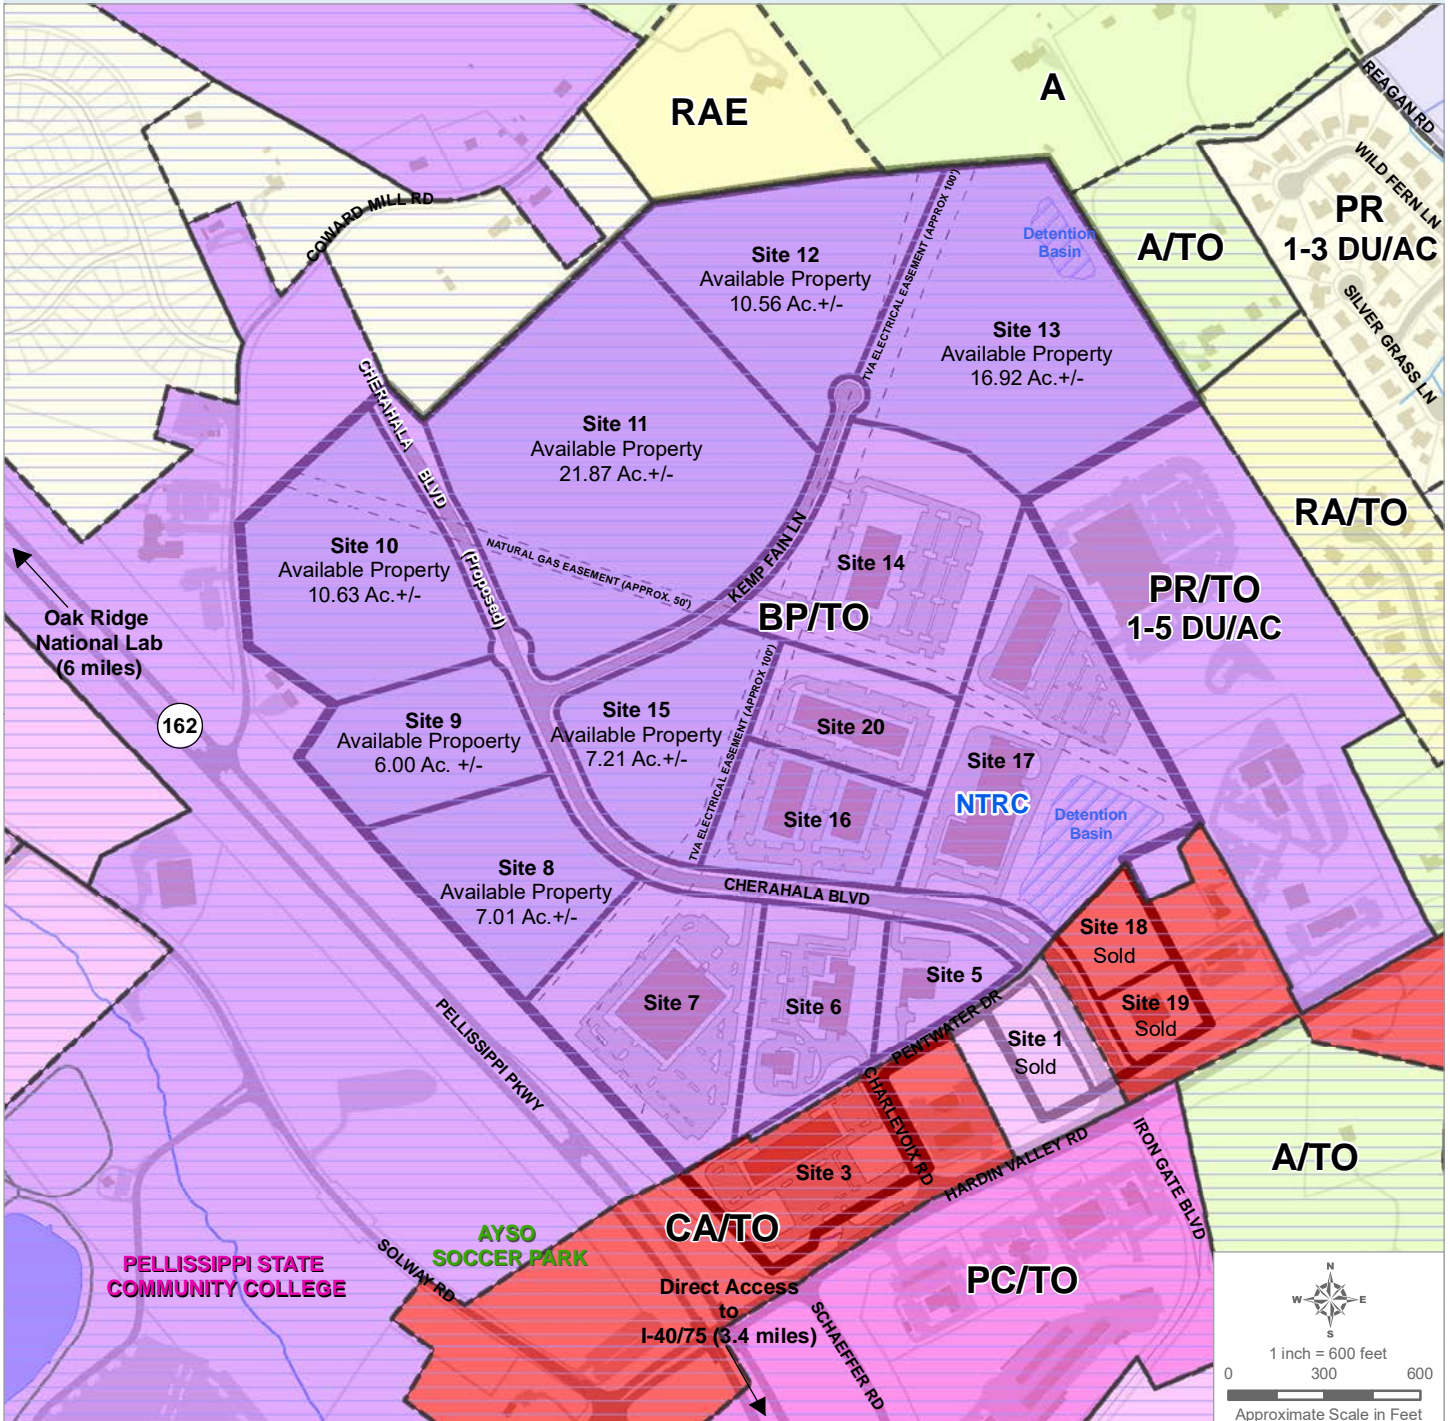 RAE
A
REAGAN RD
WILD FERN LN
PR
1-3 DU/AC
SILVER GRASS LN
A/TO
COWARD MILL RD
Detention
Basin
Site 12
Available Property
10.56 Ac.+/-
TVA ELECTRICAL EASEMENT (APPROX 100')
Site 13
Available Property
16.92 Ac.+/-
CHERAHALA
BLVD
(Proposed)
Site 11
Available Property
21.87 Ac.+/-
RA/TO
Site 10
Available Property
10.63 Ac.+/-
NATURAL GAS EASEMENT (APPROX. 50')
KEMP FAIN LN
Site 14
BP/TO
PR/TO
1-5 DU/AC
Oak Ridge
National Lab
(6 miles)
162
Site 9
Available Propoerty
6.00 Ac. +/-
Site 15
Available Property
7.21 Ac.+/-
TVA ELECTRICAL EASEMENT (APPROX 100')
Site 20
Site 17
NTRC
Site 16
Detention
Basin
Site 8
Available Property
7.01 Ac.+/-
CHERAHALA BLVD
Site 18
Sold
Site 5
Site 7
Site 6
Site 19
Sold
PELLISSIPPI PKWY
PENTWATER DR
Site 1
Sold
CHARLEVOIX RD
Site 3
HARDIN VALLEY RD
IRON GATE BLVD
A/TO
CA/TO
AYSO
SOCCER PARK
PELLISSIPPI STATE
COMMUNITY COLLEGE
SOLWAY RD
Direct Access
to
I-40/75 (3.4 miles)
SCHAEFFER RD
PC/TO
N
W
E
S
1 inch = 600 feet
0 300 600
Approximate Scale in Feet